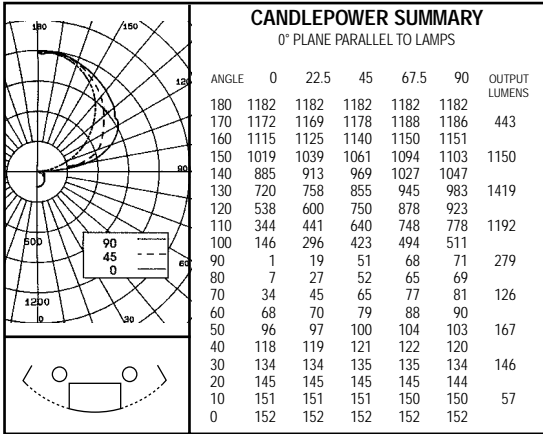 CANDLEPOWER SUMMARY
0° PLANE PARALLEL TO LAMPS
ANGLE 0 22.5 45 67.5 90 OUTPUT
LUMENS
180 1182 1182 1182 1182 1182
170 1172 1169 1178 1188 1186 443
160 1115 1125 1140 1150 1151
150 1019 1039 1061 1094 1103 1150
140 885 913 969 1027 1047
130 720 758 855 945 983 1419
120 538 600 750 878 923
110 344 441 640 748 778 1192
100 146 296 423 494 511
90 1 19 51 68 71 279
80 7 27 52 65 69
70 34 45 65 77 81 126
60 68 70 79 88 90
50 96 97 100 104 103 167
40 118 119 121 122 120
30 134 134 135 135 134 146
20 145 145 145 145 144
10 151 151 151 150 150 57
0 152 152 152 152 152
180
150
120
90
60
600
1200
0
30
90
45
0